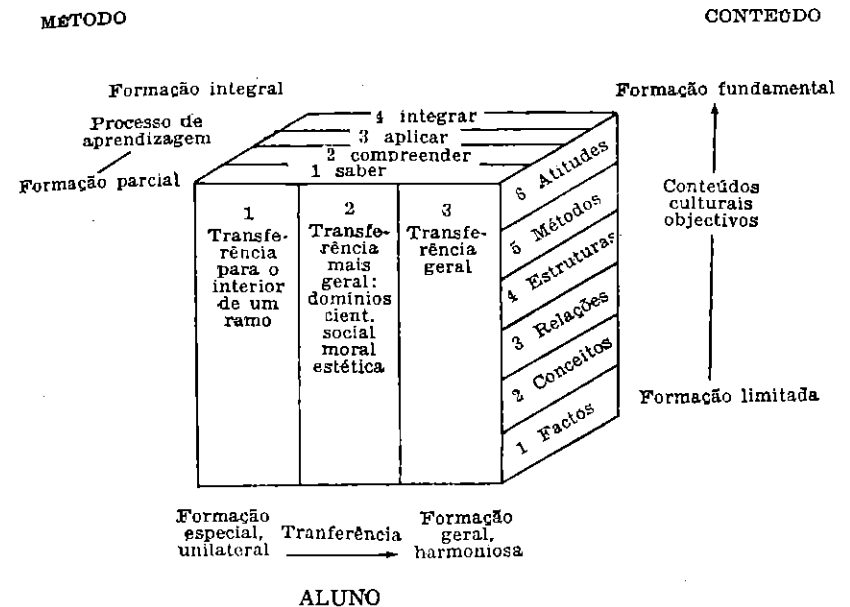 MÉTODO
CONTEÚDO
Formação integral
Formação fundamental
Processo de
aprendizagem
Formação parcial
4 integrar
3 aplicar
2 compreender
1 saber
6 Atitudes
5 Métodos
4 Estruturas
3 Relações
2 Conceitos
1 Factos
Conteúdos
culturais
objectivos
Formação limitada
1
Transfe-
rência
para o
interior
de um
ramo
2
Transfe-
rência
mais
geral:
domínios
cient.
social
moral
estética
3
Transfe-
rência
geral
Formação
especial,
unilateral
Tranferência
Formação
geral,
harmoniosa
ALUNO